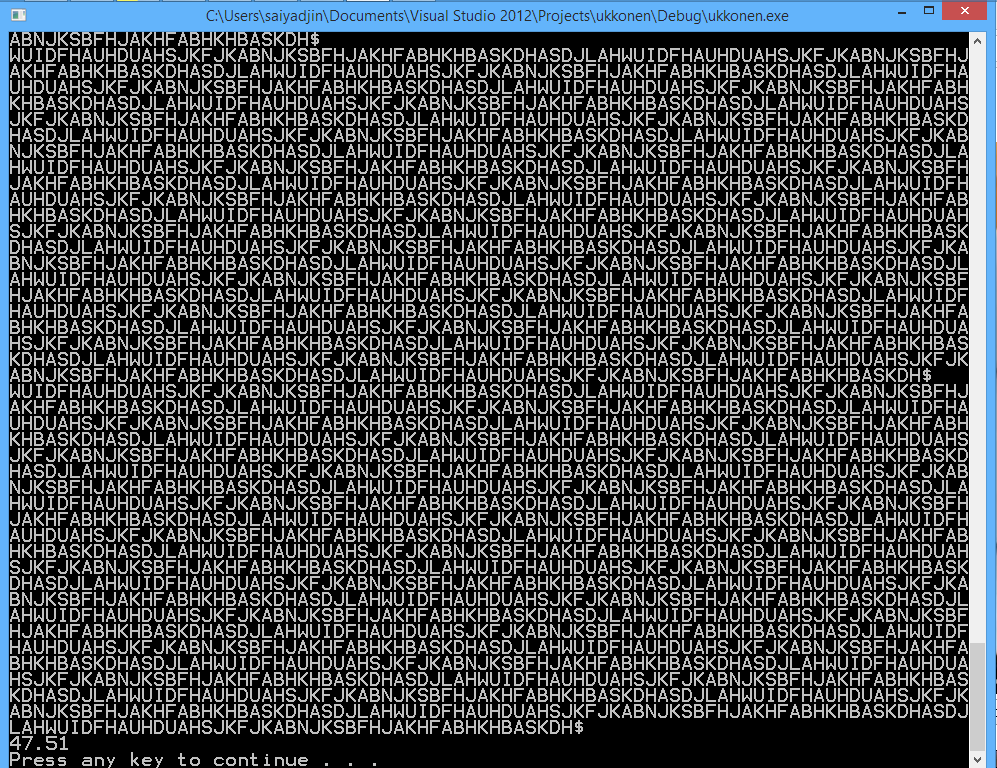 C:\Users\saiyadjin\Documents\Visual Studio 2012\Projects\ukkonen\Debug\ukkonen.exe
ABNJKSBFHJAKHFABHKHBASKDH$
WUIDFHAUHDUAHSJKFJKABNJKSBFHJAKHFABHKHBASKDHASDJLAHWUIDFHAUHDUAHSJKFJKABNJKSBFHJ
AKHFABHKHBASKDHASDJLAHWUIDFHAUHDUAHSJKFJKABNJKSBFHJAKHFABHKHBASKDHASDJLAHWUIDFHA
UHDUAHSJKFJKABNJKSBFHJAKHFABHKHBASKDHASDJLAHWUIDFHAUHDUAHSJKFJKABNJKSBFHJAKHFABH
KHBASKDHASDJLAHWUIDFHAUHDUAHSJKFJKABNJKSBFHJAKHFABHKHBASKDHASDJLAHWUIDFHAUHDUAHS
JKFJKABNJKSBFHJAKHFABHKHBASKDHASDJLAHWUIDFHAUHDUAHSJKFJKABNJKSBFHJAKHFABHKHBASKD
HASDJLAHWUIDFHAUHDUAHSJKFJKABNJKSBFHJAKHFABHKHBASKDHASDJLAHWUIDFHAUHDUAHSJKFJKAB
NJKSBFHJAKHFABHKHBASKDHASDJLAHWUIDFHAUHDUAHSJKFJKABNJKSBFHJAKHFABHKHBASKDHASDJLA
HWUIDFHAUHDUAHSJKFJKABNJKSBFHJAKHFABHKHBASKDHASDJLAHWUIDFHAUHDUAHSJKFJKABNJKSBFH
JAKHFABHKHBASKDHASDJLAHWUIDFHAUHDUAHSJKFJKABNJKSBFHJAKHFABHKHBASKDHASDJLAHWUIDFH
AUHDUAHSJKFJKABNJKSBFHJAKHFABHKHBASKDHASDJLAHWUIDFHAUHDUAHSJKFJKABNJKSBFHJAKHFAB
HKHBASKDHASDJLAHWUIDFHAUHDUAHSJKFJKABNJKSBFHJAKHFABHKHBASKDHASDJLAHWUIDFHAUHDUAH
SJKFJKABNJKSBFHJAKHFABHKHBASKDHASDJLAHWUIDFHAUHDUAHSJKFJKABNJKSBFHJAKHFABHKHBASK
DHASDJLAHWUIDFHAUHDUAHSJKFJKABNJKSBFHJAKHFABHKHBASKDHASDJLAHWUIDFHAUHDUAHSJKFJKA
BNJKSBFHJAKHFABHKHBASKDHASDJLAHWUIDFHAUHDUAHSJKFJKABNJKSBFHJAKHFABHKHBASKDHASDJL
AHWUIDFHAUHDUAHSJKFJKABNJKSBFHJAKHFABHKHBASKDHASDJLAHWUIDFHAUHDUAHSJKFJKABNJKSBF
HJAKHFABHKHBASKDHASDJLAHWUIDFHAUHDUAHSJKFJKABNJKSBFHJAKHFABHKHBASKDHASDJLAHWUIDF
HAUHDUAHSJKFJKABNJKSBFHJAKHFABHKHBASKDHASDJLAHWUIDFHAUHDUAHSJKFJKABNJKSBFHJAKHFA
BHKHBASKDHASDJLAHWUIDFHAUHDUAHSJKFJKABNJKSBFHJAKHFABHKHBASKDHASDJLAHWUIDFHAUHDUA
HSJKFJKABNJKSBFHJAKHFABHKHBASKDHASDJLAHWUIDFHAUHDUAHSJKFJKABNJKSBFHJAKHFABHKHBAS
KDHASDJLAHWUIDFHAUHDUAHSJKFJKABNJKSBFHJAKHFABHKHBASKDHASDJLAHWUIDFHAUHDUAHSJKFJK
ABNJKSBFHJAKHFABHKHBASKDHASDJLAHWUIDFHAUHDUAHSJKFJKABNJKSBFHJAKHFABHKHBASKDH$
WUIDFHAUHDUAHSJKFJKABNJKSBFHJAKHFABHKHBASKDHASDJLAHWUIDFHAUHDUAHSJKFJKABNJKSBFHJ
AKHFABHKHBASKDHASDJLAHWUIDFHAUHDUAHSJKFJKABNJKSBFHJAKHFABHKHBASKDHASDJLAHWUIDFHA
UHDUAHSJKFJKABNJKSBFHJAKHFABHKHBASKDHASDJLAHWUIDFHAUHDUAHSJKFJKABNJKSBFHJAKHFABH
KHBASKDHASDJLAHWUIDFHAUHDUAHSJKFJKABNJKSBFHJAKHFABHKHBASKDHASDJLAHWUIDFHAUHDUAHS
JKFJKABNJKSBFHJAKHFABHKHBASKDHASDJLAHWUIDFHAUHDUAHSJKFJKABNJKSBFHJAKHFABHKHBASKD
HASDJLAHWUIDFHAUHDUAHSJKFJKABNJKSBFHJAKHFABHKHBASKDHASDJLAHWUIDFHAUHDUAHSJKFJKAB
NJKSBFHJAKHFABHKHBASKDHASDJLAHWUIDFHAUHDUAHSJKFJKABNJKSBFHJAKHFABHKHBASKDHASDJLA
HWUIDFHAUHDUAHSJKFJKABNJKSBFHJAKHFABHKHBASKDHASDJLAHWUIDFHAUHDUAHSJKFJKABNJKSBFH
JAKHFABHKHBASKDHASDJLAHWUIDFHAUHDUAHSJKFJKABNJKSBFHJAKHFABHKHBASKDHASDJLAHWUIDFH
AUHDUAHSJKFJKABNJKSBFHJAKHFABHKHBASKDHASDJLAHWUIDFHAUHDUAHSJKFJKABNJKSBFHJAKHFAB
HKHBASKDHASDJLAHWUIDFHAUHDUAHSJKFJKABNJKSBFHJAKHFABHKHBASKDHASDJLAHWUIDFHAUHDUAH
SJKFJKABNJKSBFHJAKHFABHKHBASKDHASDJLAHWUIDFHAUHDUAHSJKFJKABNJKSBFHJAKHFABHKHBASK
DHASDJLAHWUIDFHAUHDUAHSJKFJKABNJKSBFHJAKHFABHKHBASKDHASDJLAHWUIDFHAUHDUAHSJKFJKA
BNJKSBFHJAKHFABHKHBASKDHASDJLAHWUIDFHAUHDUAHSJKFJKABNJKSBFHJAKHFABHKHBASKDHASDJL
AHWUIDFHAUHDUAHSJKFJKABNJKSBFHJAKHFABHKHBASKDHASDJLAHWUIDFHAUHDUAHSJKFJKABNJKSBF
HJAKHFABHKHBASKDHASDJLAHWUIDFHAUHDUAHSJKFJKABNJKSBFHJAKHFABHKHBASKDHASDJLAHWUIDF
HAUHDUAHSJKFJKABNJKSBFHJAKHFABHKHBASKDHASDJLAHWUIDFHAUHDUAHSJKFJKABNJKSBFHJAKHFA
BHKHBASKDHASDJLAHWUIDFHAUHDUAHSJKFJKABNJKSBFHJAKHFABHKHBASKDHASDJLAHWUIDFHAUHDUA
HSJKFJKABNJKSBFHJAKHFABHKHBASKDHASDJLAHWUIDFHAUHDUAHSJKFJKABNJKSBFHJAKHFABHKHBAS
KDHASDJLAHWUIDFHAUHDUAHSJKFJKABNJKSBFHJAKHFABHKHBASKDHASDJLAHWUIDFHAUHDUAHSJKFJK
ABNJKSBFHJAKHFABHKHBASKDHASDJLAHWUIDFHAUHDUAHSJKFJKABNJKSBFHJAKHFABHKHBASKDHASDJ
LAHWUIDFHAUHDUAHSJKFJKABNJKSBFHJAKHFABHKHBASKDH$
47.51
Press any key to continue . . .